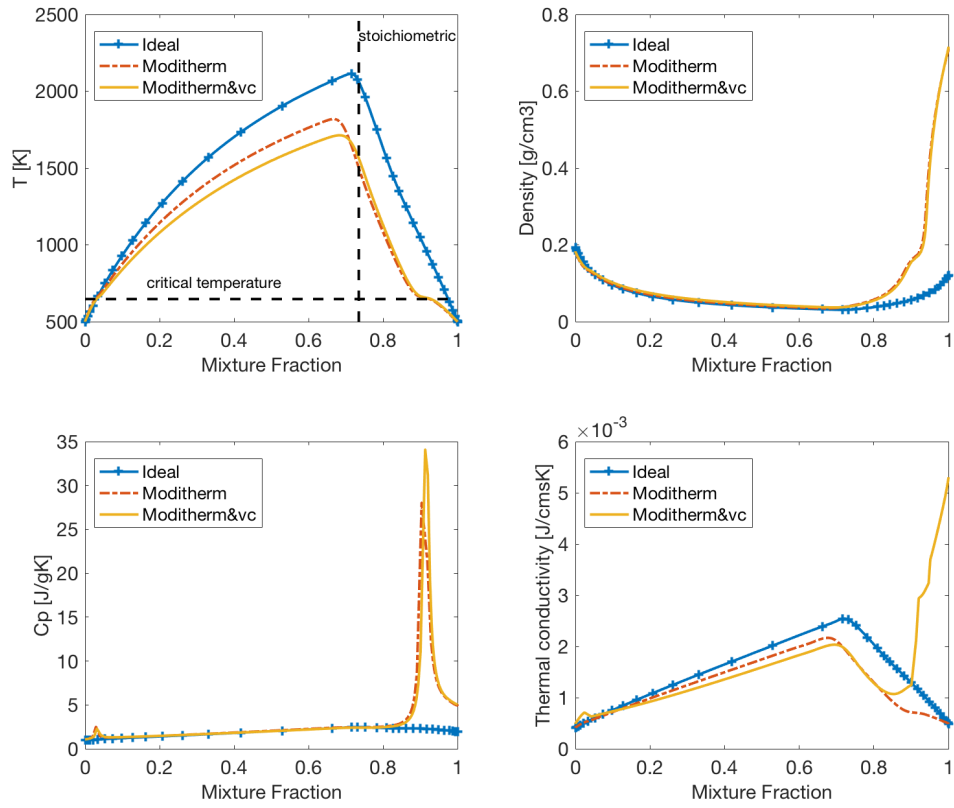 2500
2000
1500
1000
500
T [K]
Ideal
Moditherm
Moditherm&vc
stoichiometric
critical temperature
0 0.2 0.4 0.6 0.8 1
Mixture Fraction
0.8
0.6
0.4
0.2
0
Density [g/cm3]
Ideal
Moditherm
Moditherm&vc
0 0.2 0.4 0.6 0.8 1
Mixture Fraction
35
30
25
20
15
10
5
0
Cp [J/gK]
Ideal
Moditherm
Moditherm&vc
0 0.2 0.4 0.6 0.8 1
Mixture Fraction
×10-3
6
5
4
3
2
1
0
Thermal conductivity [J/cmsK]
Ideal
Moditherm
Moditherm&vc
0 0.2 0.4 0.6 0.8 1
Mixture Fraction